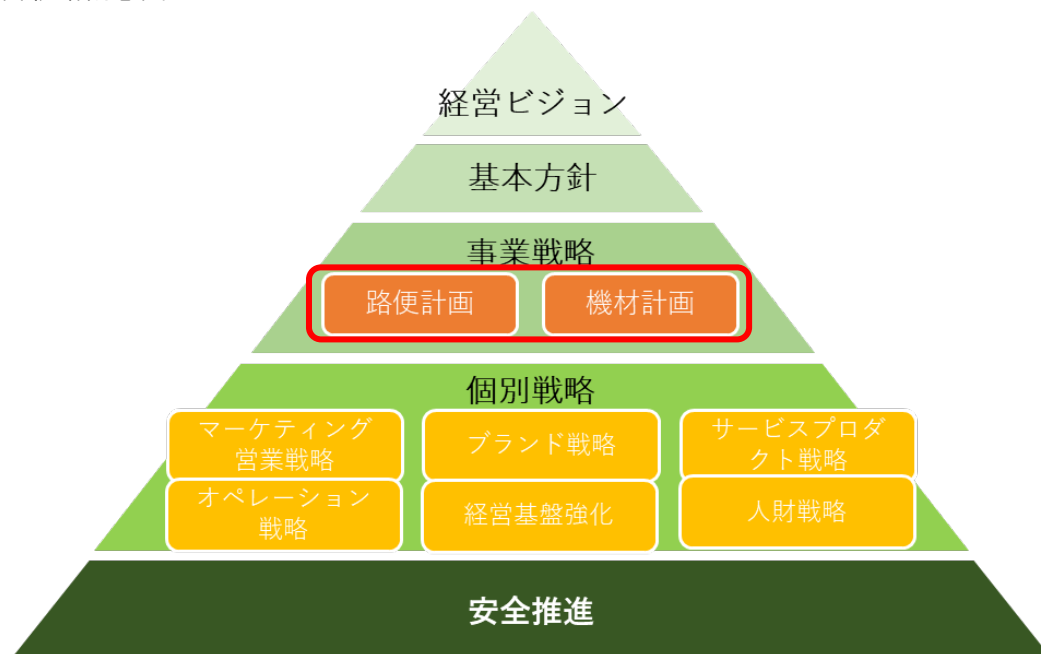 経営ビジョン
基本方針
事業戦略
路便計画
機材計画
個別戦略
マーケティング
営業戦略
ブランド戦略
サービスプロダ
クト戦略
オペレーション
戦略
経営基盤強化
人財戦略
安全推進